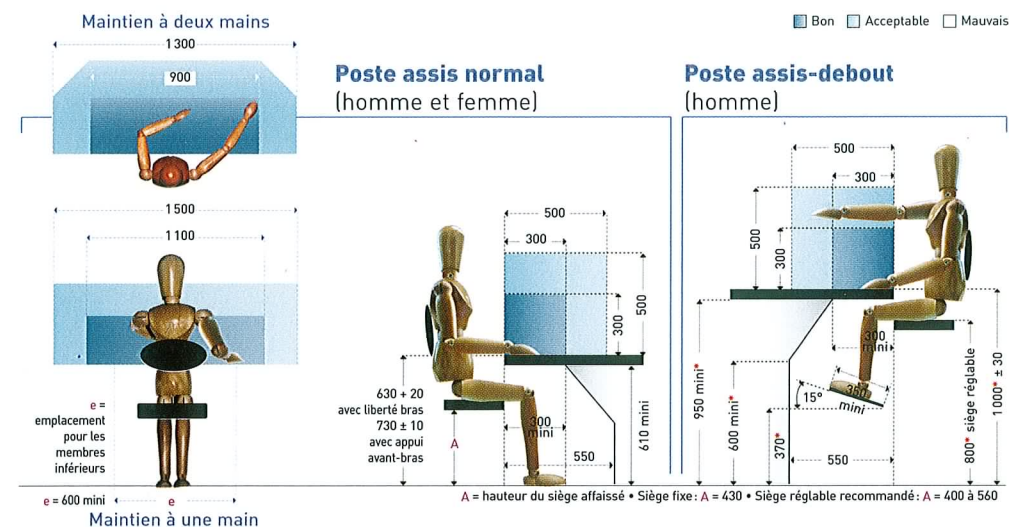 Maintien à deux mains
1 300
900
Bon
Acceptable
Mauvais
Poste assis normal
(homme et femme)
Poste assis-debout
(homme)
1 500
1 100
e =
emplacement
pour les
membres
inférieurs
e = 600 mini
e
Maintien à une main
500
300
500
300
630 + 20
avec liberté bras
730 ± 10
avec appui
avant-bras
A
300
mini
550
610 mini
500
300
500
300
300
mini
350
mini
15°
950 mini*
600 mini*
370*
550
800* siège réglable
1 000* ± 30
A = hauteur du siège affaissé • Siège fixe : A = 430 • Siège réglable recommandé : A = 400 à 560